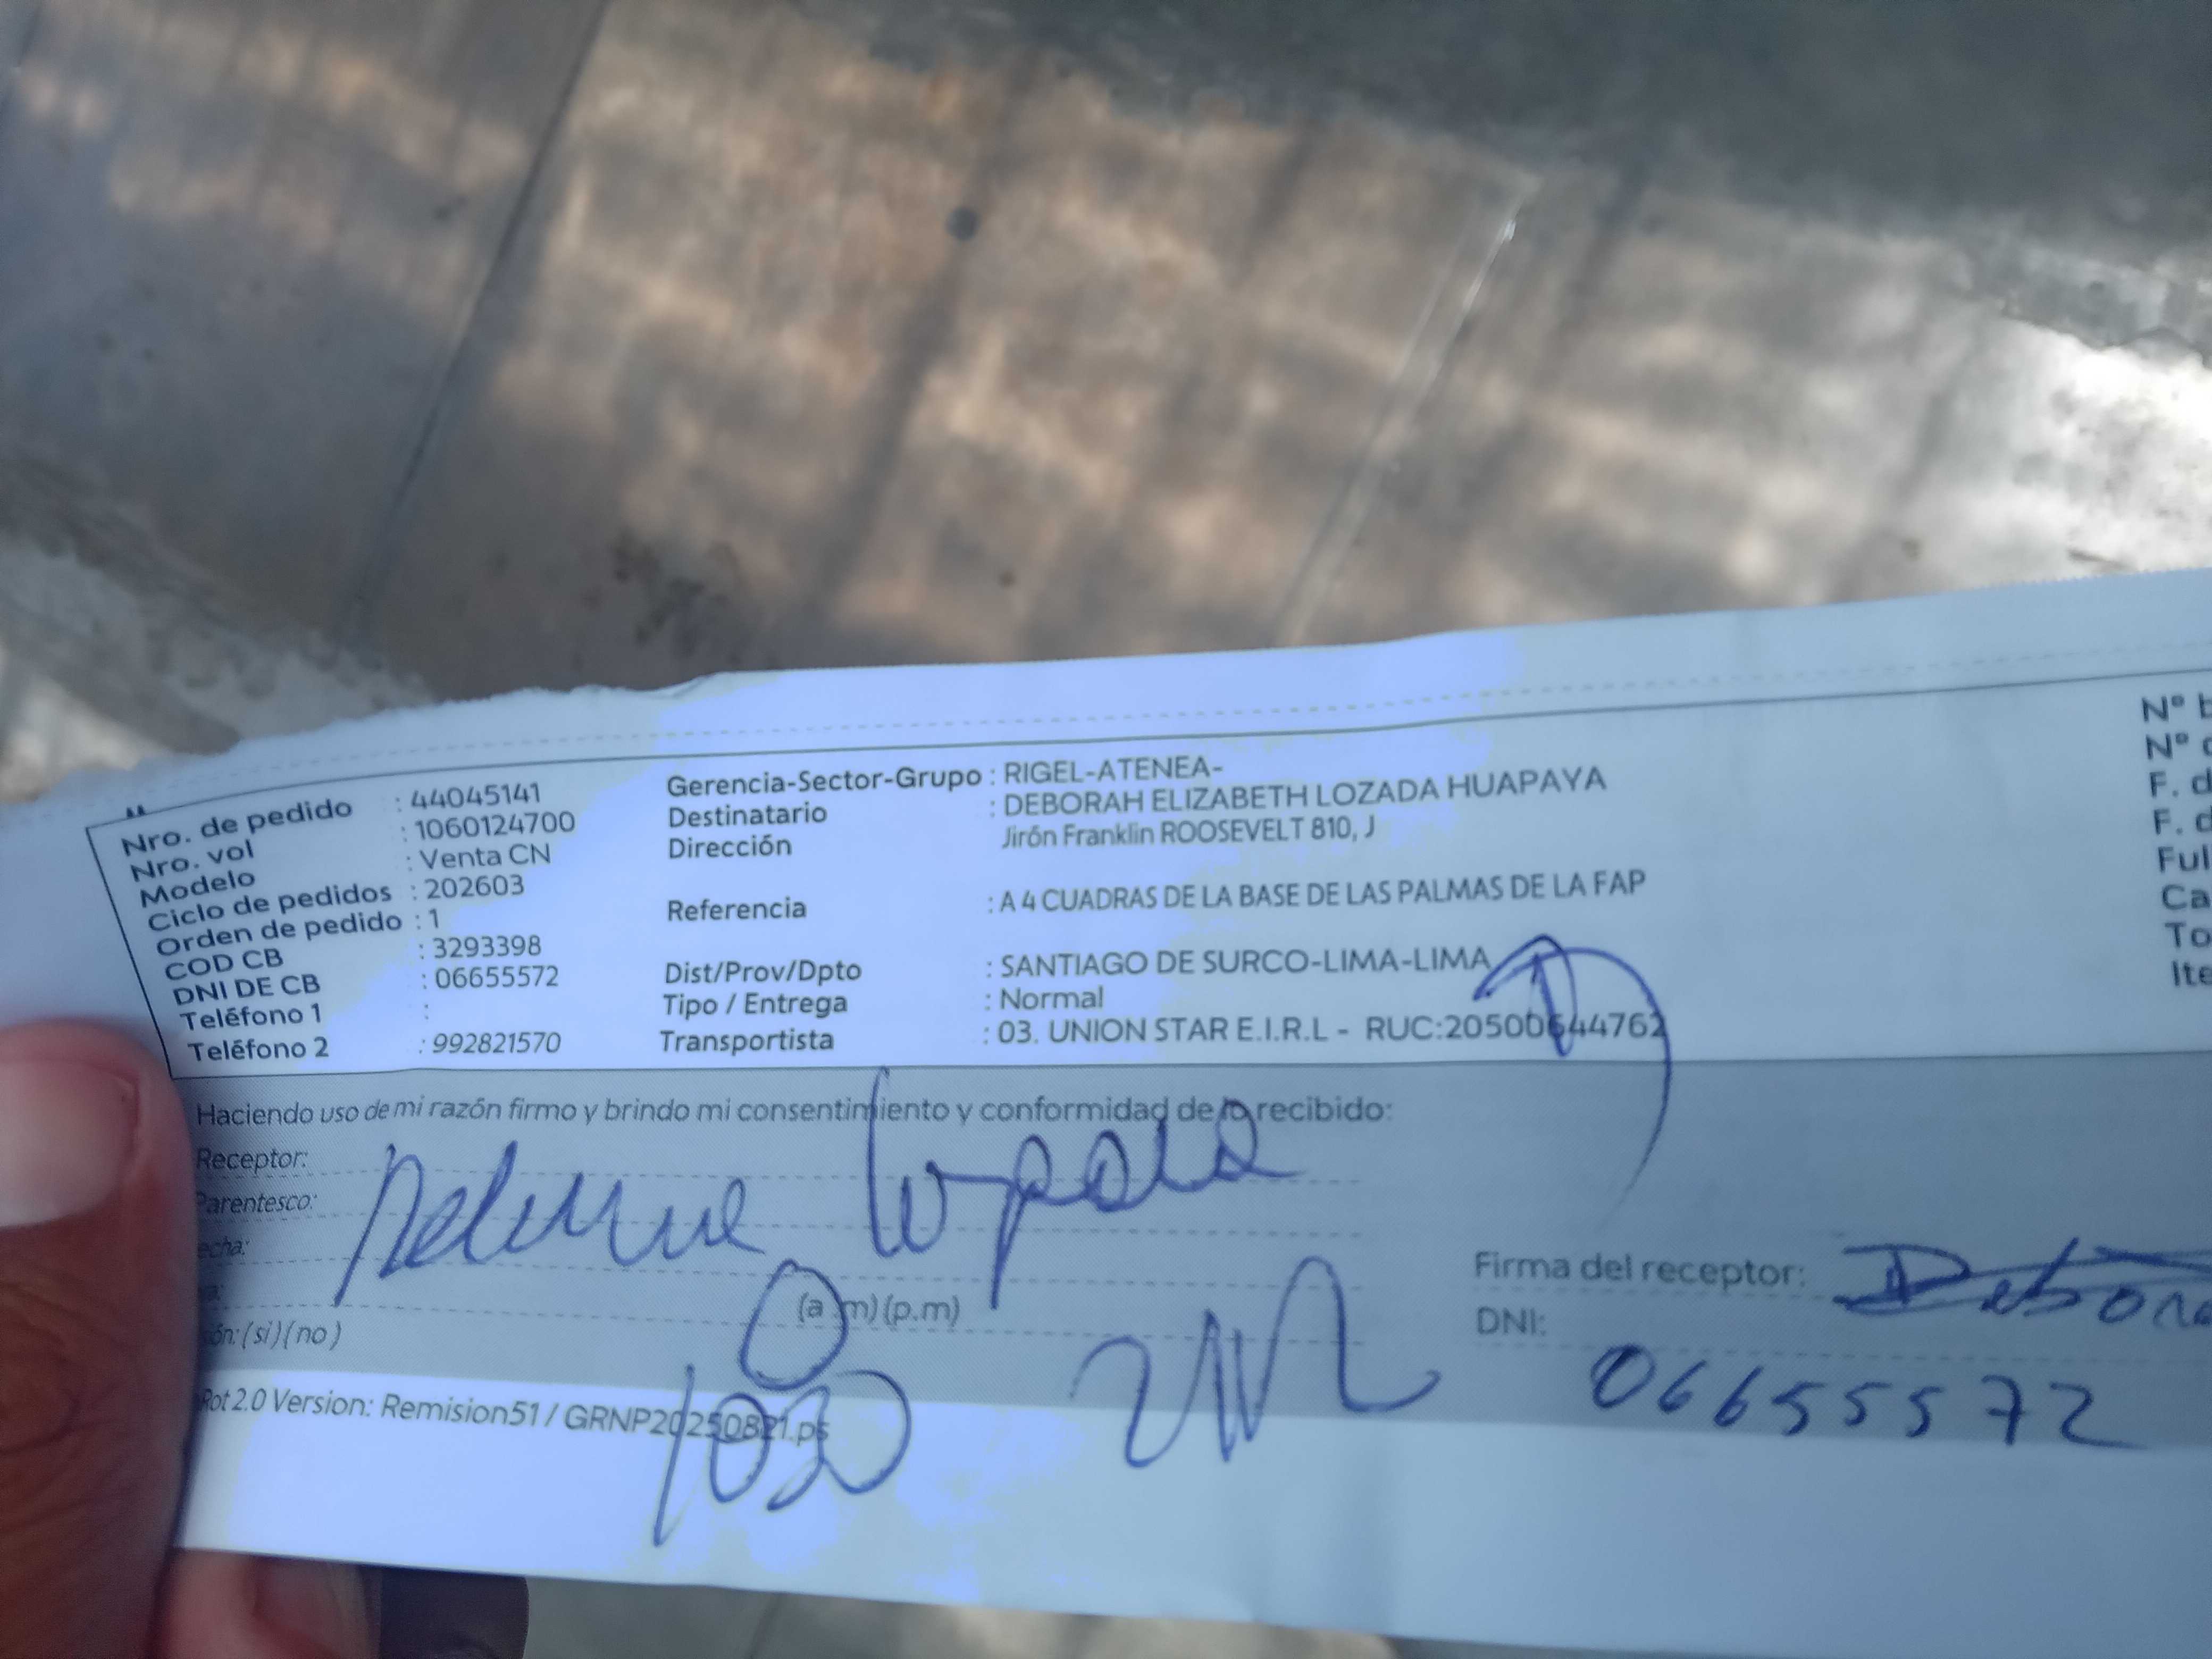 Nro. de pedido : 44045141
Nro. vol : 1060124700
Modelo : Venta CN
Ciclo de pedidos : 202603
Orden de pedido : 1
COD CB : 3293398
DNI DE CB : 06655572
Teléfono 1 :
Teléfono 2 : 992821570
Gerencia-Sector-Grupo : RIGEL-ATENEA-
Destinatario : DEBORAH ELIZABETH LOZADA HUAPAYA
Dirección Jirón Franklin ROOSEVELT 810, J
Referencia : A 4 CUADRAS DE LA BASE DE LAS PALMAS DE LA FAP
Dist/Prov/Dpto : SANTIAGO DE SURCO-LIMA-LIMA
Tipo / Entrega : Normal
Transportista : 03. UNION STAR E.I.R.L - RUC:20500644762
N°
N°
F. d
F. d
Ful
Ca
To
Ite
Haciendo uso de mi razón firmo y brindo mi consentimiento y conformidad de lo recibido:
Receptor:
Parentesco:
echa:
a:
(a.m)(p.m)
ón: (si)(no)
Rot 2.0 Version: Remision51 / GRNP20250821.ps
Firma del receptor: Debora
DNI: 06655572